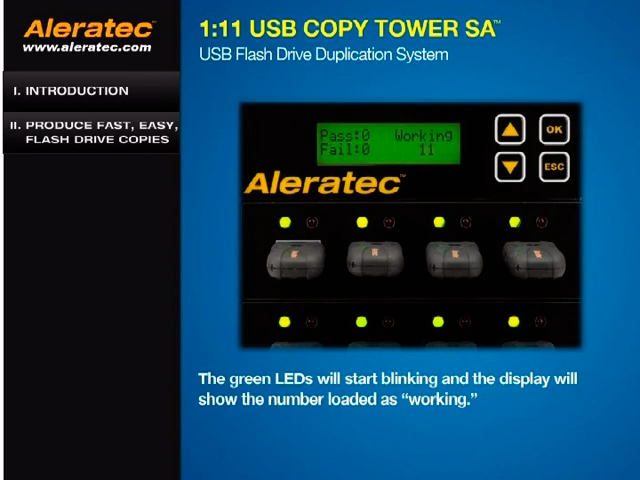 Aleratec™
www.aleratec.com
I. INTRODUCTION
II. PRODUCE FAST, EASY,
FLASH DRIVE COPIES
1:11 USB COPY TOWER SA™
USB Flash Drive Duplication System
Pass:0 Working
Fail:0 11
OK
ESC
Aleratec™
The green LEDs will start blinking and the display will
show the number loaded as “working.”